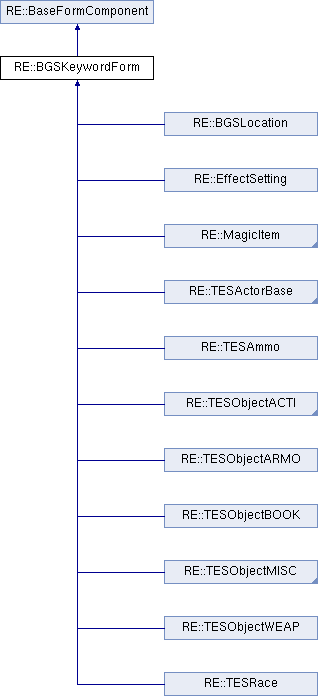 RE::BaseFormComponent
RE::BGSKeywordForm
RE::BGSLocation
RE::EffectSetting
RE::MagicItem
RE::TESActorBase
RE::TESAmmo
RE::TESObjectACTI
RE::TESObjectARMO
RE::TESObjectBOOK
RE::TESObjectMISC
RE::TESObjectWEAP
RE::TESRace